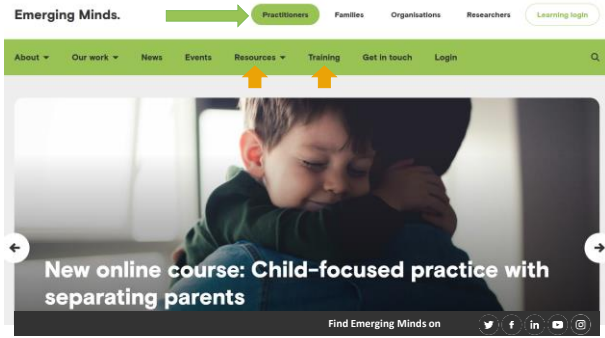 Emerging Minds.
Practitioners Families Organisations Researchers Learning login
About Our work News Events Resources Training Get in touch Login
New online course: Child-focused practice with
separating parents
Find Emerging Minds on